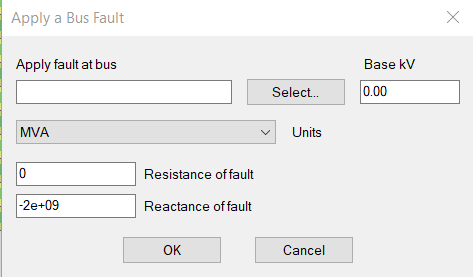 Apply a Bus Fault
Apply fault at bus
Base kV
Select...
0.00
MVA
Units
0
Resistance of fault
-2e+09
Reactance of fault
OK
Cancel